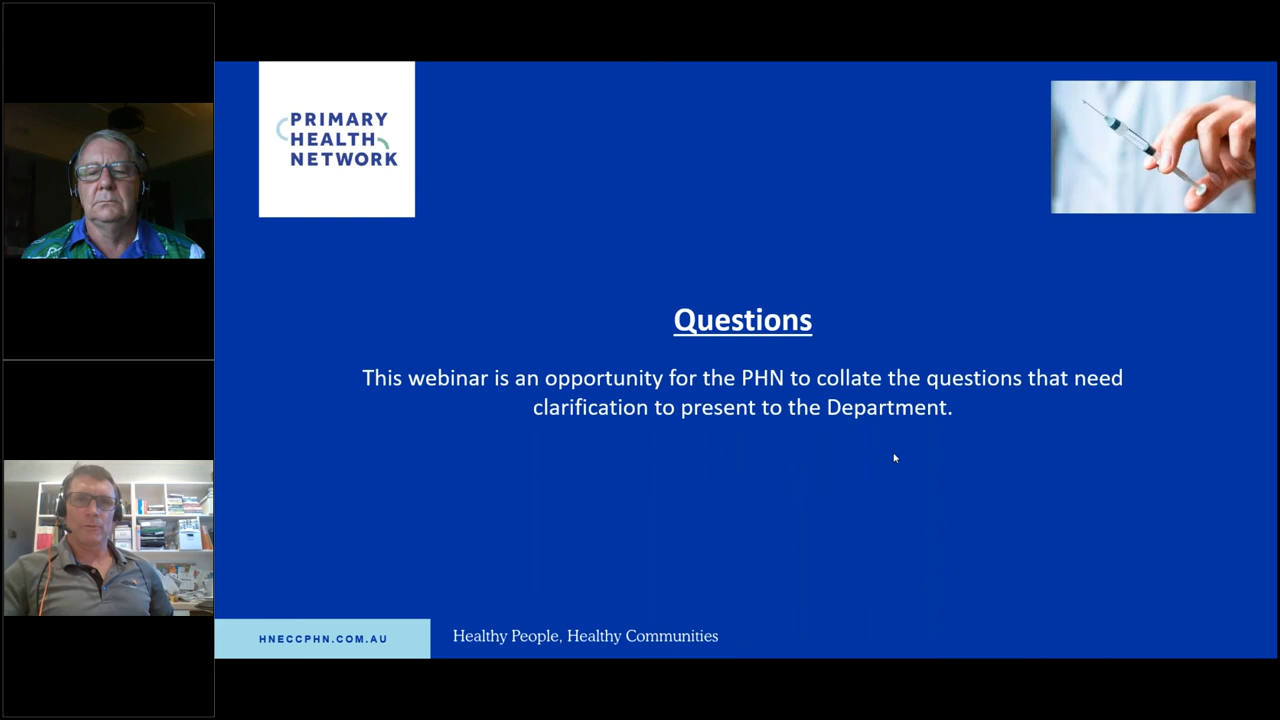 PRIMARY
HEALTH
NETWORK
Questions
This webinar is an opportunity for the PHN to collate the questions that need
clarification to present to the Department.
HNECCPHN.COM.AU
Healthy People, Healthy Communities